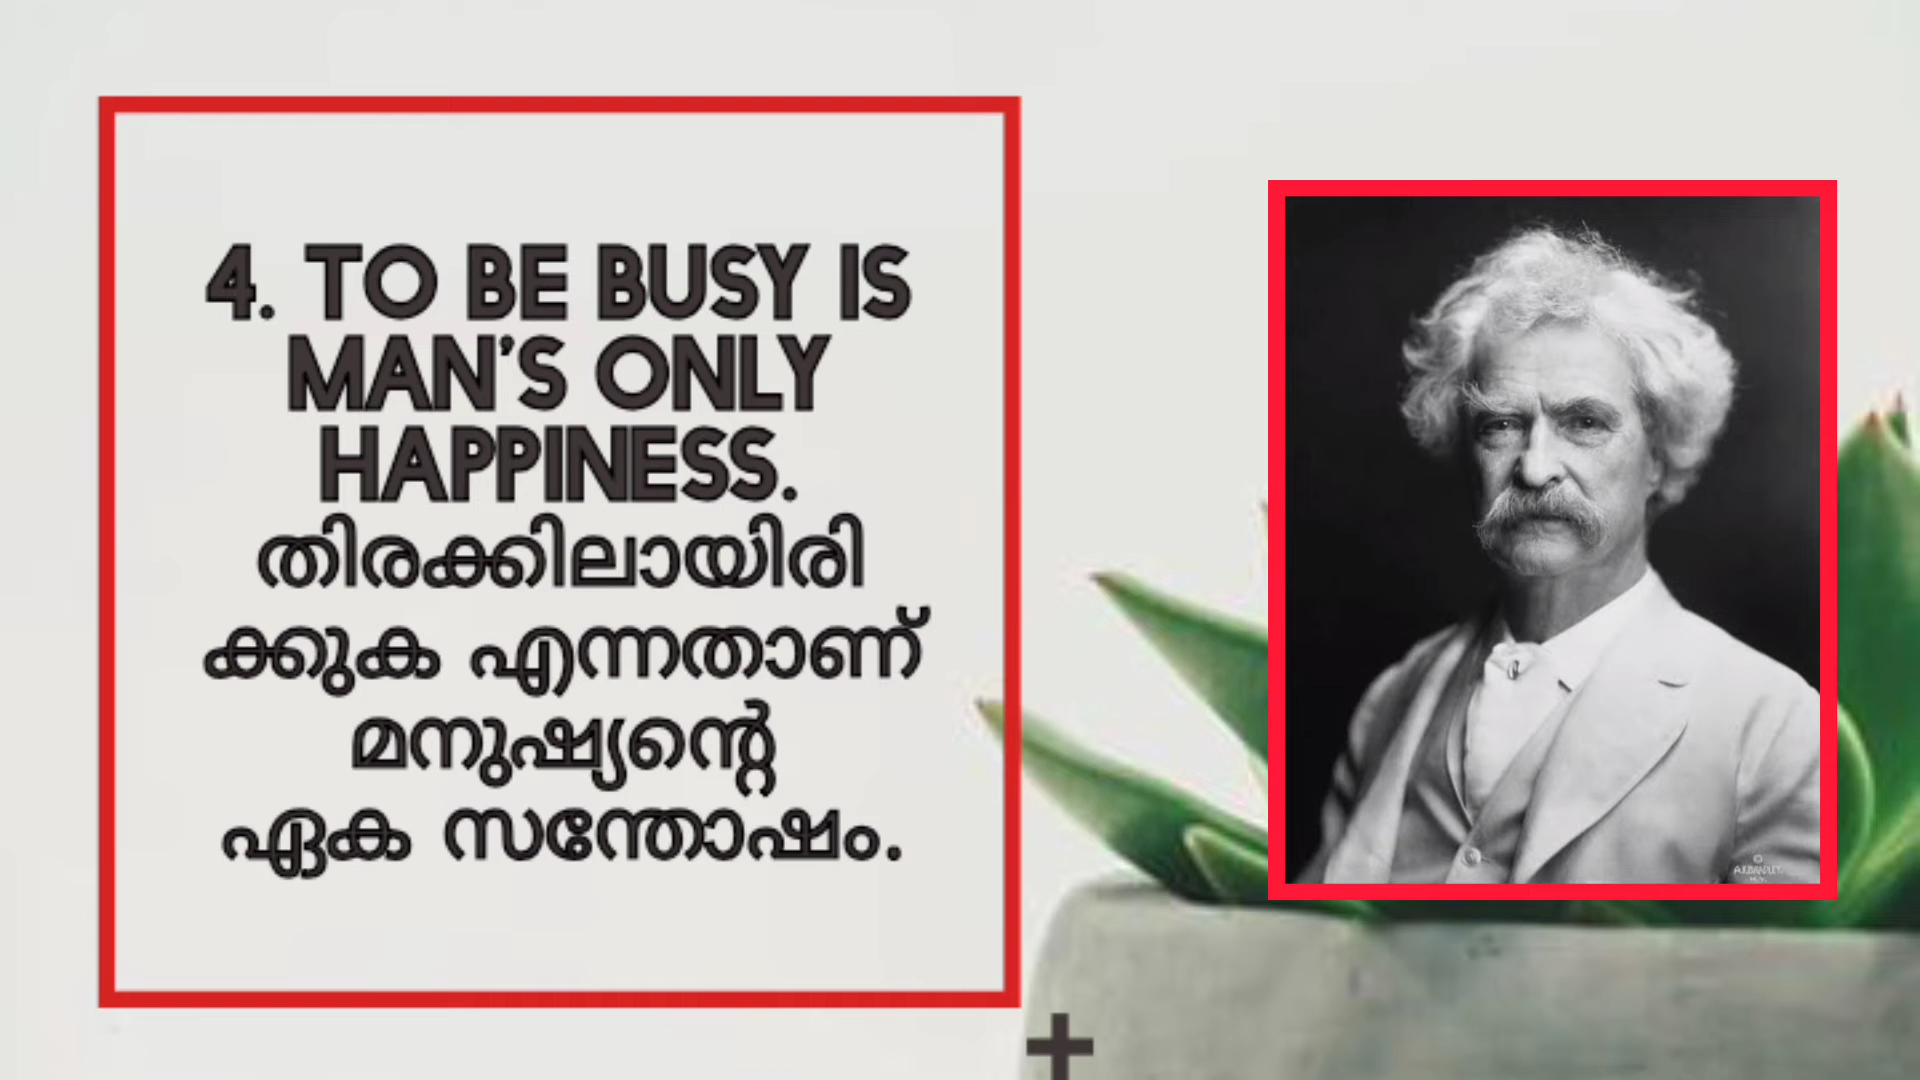 4. TO BE BUSY IS
MAN'S ONLY
HAPPINESS.
തിരക്കിലായിരി
ക്കുക എന്നതാണ്
മനുഷ്യന്റെ
ഏക സന്തോഷം.